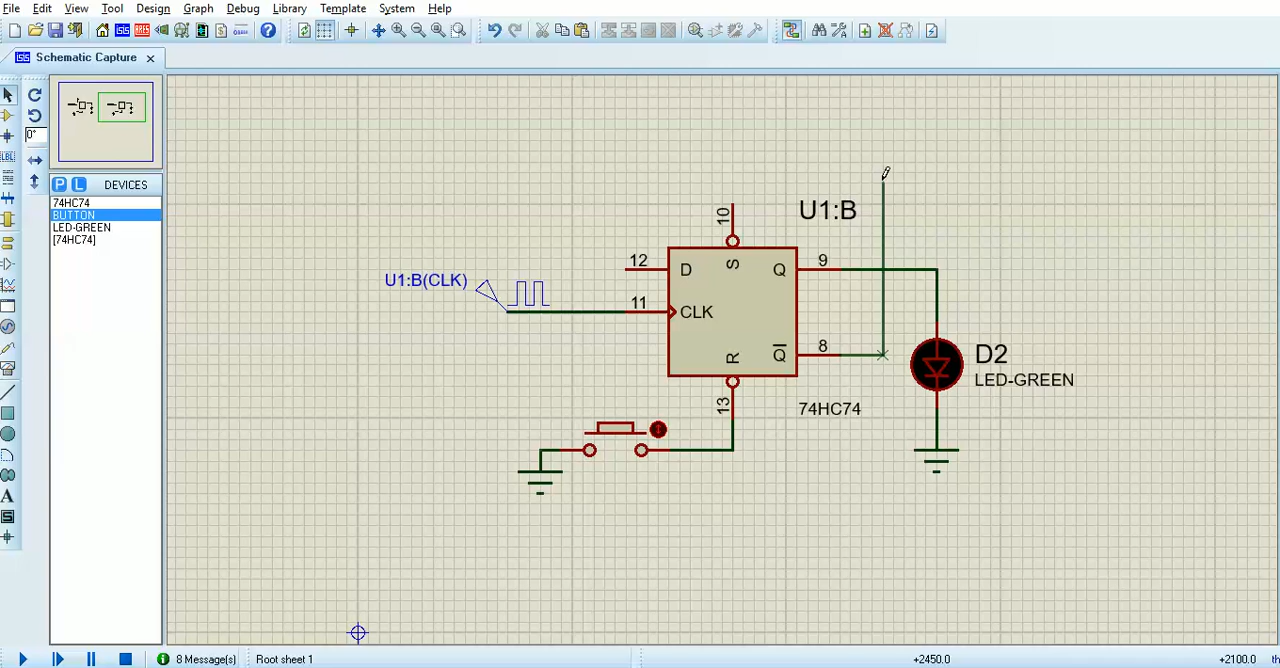 File Edit View Tool Design Graph Debug Library Template System Help
Schematic Capture
0°
LBL
P L DEVICES
74HC74
BUTTON
LED-GREEN
[74HC74]
A
S
10
U1:B
12
D
S
Q
9
U1:B(CLK)
11
CLK
R
Q
8
D2
LED-GREEN
13
74HC74
8 Message(s)
Root sheet 1
+2450.0
+2100.0
th